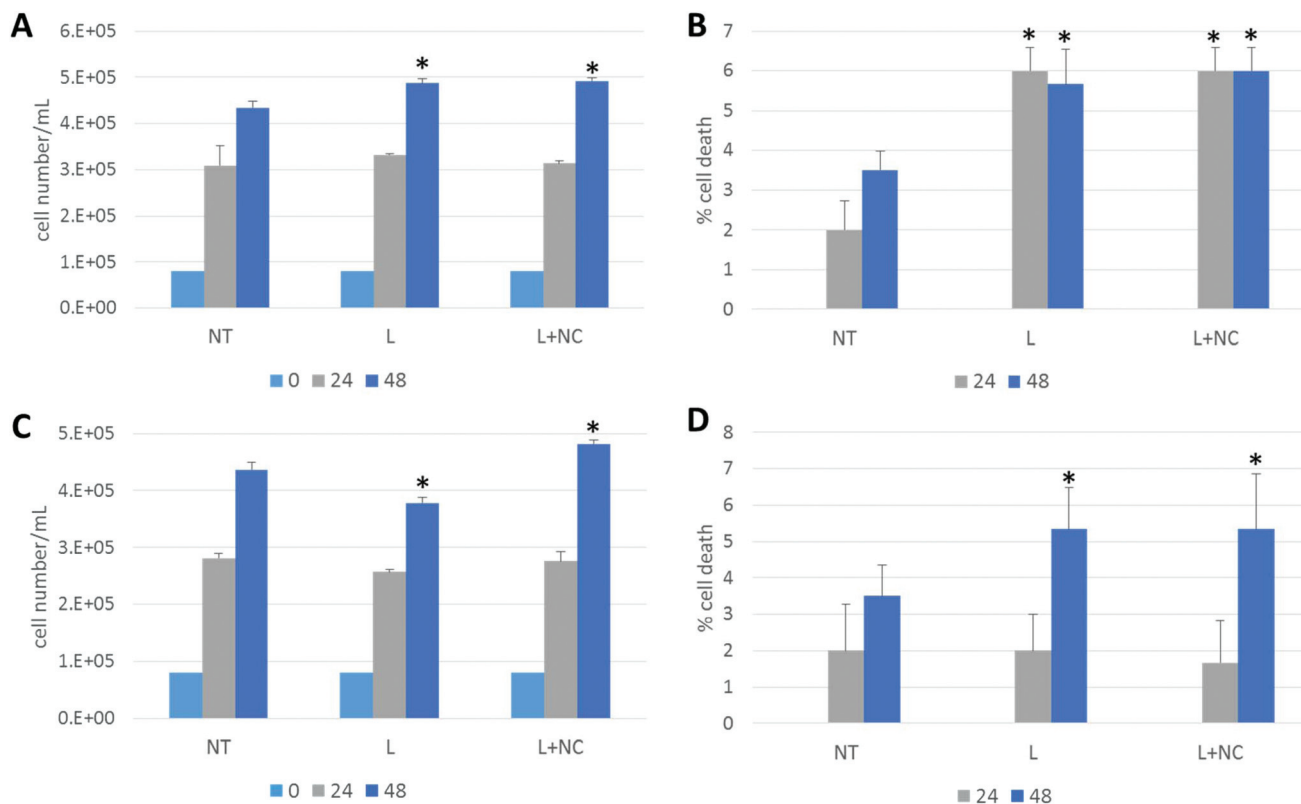 A
cell number/mL
6.E+05
5.E+05
4.E+05
3.E+05
2.E+05
1.E+05
0.E+00
* *
NT L L+NC
0 24 48
B
% cell death
7
6
5
4
3
2
1
0
* * * *
NT L L+NC
24 48
C
cell number/mL
5.E+05
4.E+05
3.E+05
2.E+05
1.E+05
0.E+00
* *
NT L L+NC
0 24 48
D
% cell death
8
7
6
5
4
3
2
1
0
* *
NT L L+NC
24 48